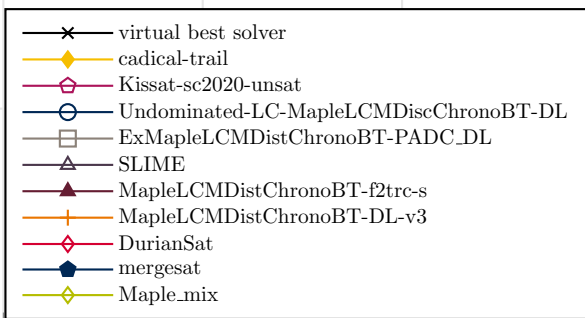 virtual best solver
cadical-trail
Kissat-sc2020-unsat
Undominated-LC-MapleLCMDiscChronoBT-DL
ExMapleLCMDistChronoBT-PADC_DL
SLIME
MapleLCMDistChronoBT-f2trc-s
MapleLCMDistChronoBT-DL-v3
DurianSat
mergesat
Maple_mix